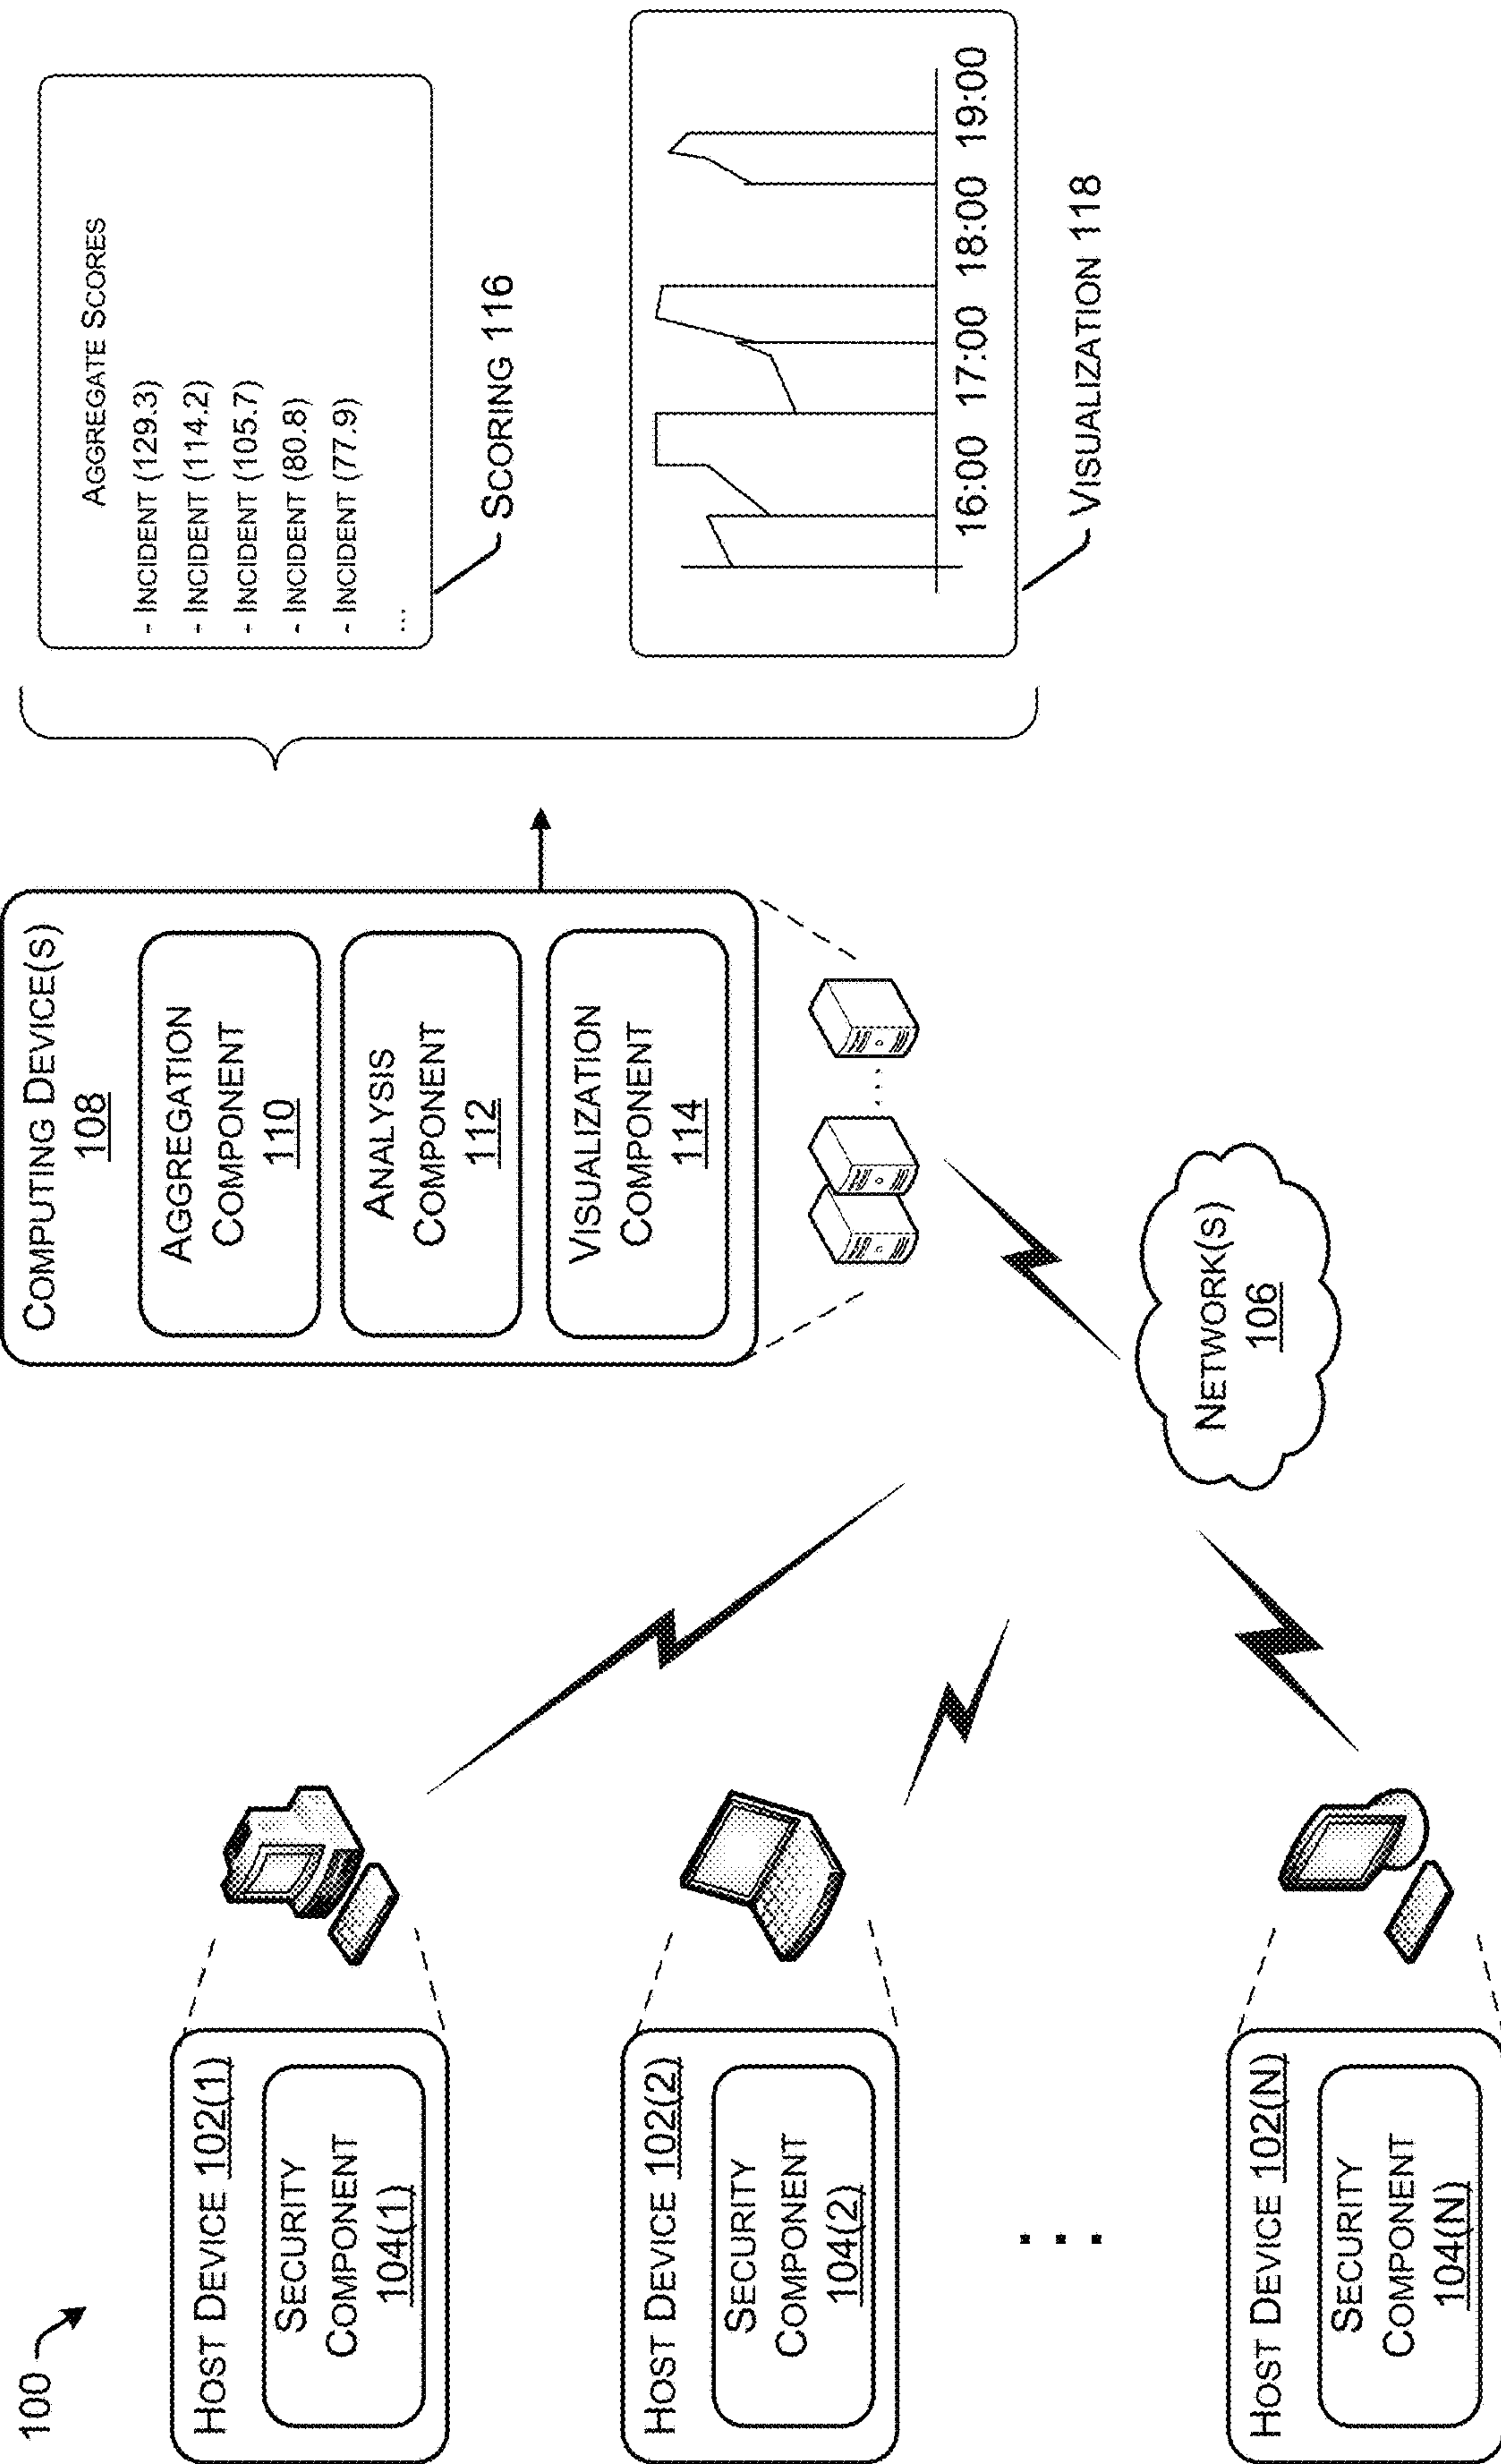 100
HOST DEVICE 102(1)
SECURITY
COMPONENT
104(1)
HOST DEVICE 102(2)
SECURITY
COMPONENT
104(2)
...
HOST DEVICE 102(N)
SECURITY
COMPONENT
104(N)
NETWORK(S)
106
COMPUTING DEVICE(S)
108
AGGREGATION
COMPONENT
110
ANALYSIS
COMPONENT
112
VISUALIZATION
COMPONENT
114
...
AGGREGATE SCORES
- INCIDENT (129.3)
- INCIDENT (114.2)
- INCIDENT (105.7)
- INCIDENT (80.8)
- INCIDENT (77.9)
...
SCORING 116
16:00 17:00 18:00 19:00
VISUALIZATION 118